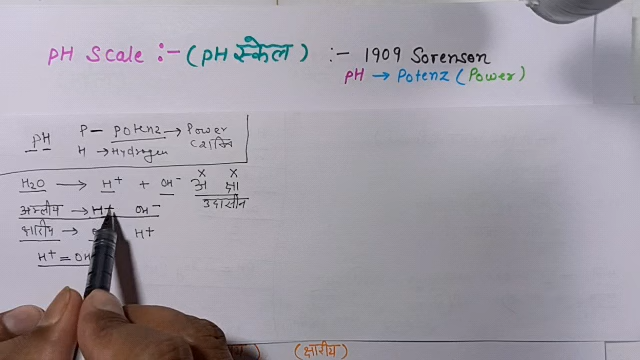 pH Scale :- (pH स्केल) :- 1909 Sorenson
pH → Potenz (Power)
pH P - Potenz → Power
H → Hydrogen (शक्ति)
H₂O → H⁺ + OH⁻
x x
अ क्षा
उदासीन
अम्लीय → H⁺ OH⁻
क्षारीय → H⁺
H⁺ = OH
(क्षारीय)